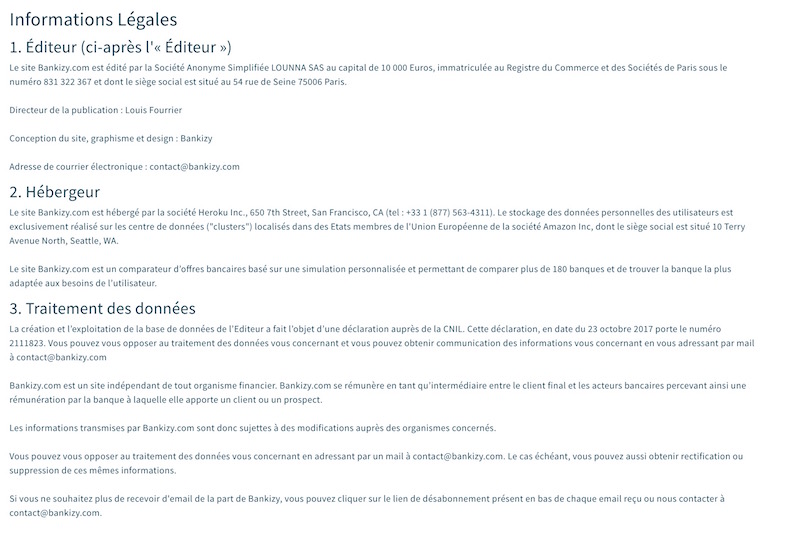 Informations Légales
1. Éditeur (ci-après l'« Éditeur »)
Le site Bankizy.com est édité par la Société Anonyme Simplifiée LOUNNA SAS au capital de 10 000 Euros, immatriculée au Registre du Commerce et des Sociétés de Paris sous le
numéro 831 322 367 et dont le siège social est situé au 54 rue de Seine 75006 Paris.
Directeur de la publication : Louis Fourrier
Conception du site, graphisme et design : Bankizy
Adresse de courrier électronique : contact@bankizy.com
2. Hébergeur
Le site Bankizy.com est hébergé par la société Heroku Inc., 650 7th Street, San Francisco, CA (tel : +33 1 (877) 563-4311). Le stockage des données personnelles des utilisateurs est
exclusivement réalisé sur les centre de données ("clusters") localisés dans des Etats membres de l'Union Européenne de la société Amazon Inc, dont le siège social est situé 10 Terry
Avenue North, Seattle, WA.
Le site Bankizy.com est un comparateur d'offres bancaires basé sur une simulation personnalisée et permettant de comparer plus de 180 banques et de trouver la banque la plus
adaptée aux besoins de l'utilisateur.
3. Traitement des données
La création et l'exploitation de la base de données de l'Editeur a fait l'objet d'une déclaration auprès de la CNIL. Cette déclaration, en date du 23 octobre 2017 porte le numéro
2111823. Vous pouvez vous opposer au traitement des données vous concernant et vous pouvez obtenir communication des informations vous concernant en vous adressant par mail
à contact@bankizy.com
Bankizy.com est un site indépendant de tout organisme financier. Bankizy.com se rémunère en tant qu'intermédiaire entre le client final et les acteurs bancaires percevant ainsi une
rémunération par la banque à laquelle elle apporte un client ou un prospect.
Les informations transmises par Bankizy.com sont donc sujettes à des modifications auprès des organismes concernés.
Vous pouvez vous opposer au traitement des données vous concernant en adressant par un mail à contact@bankizy.com. Le cas échéant, vous pouvez aussi obtenir rectification ou
suppression de ces mêmes informations.
Si vous ne souhaitez plus de recevoir d'email de la part de Bankizy, vous pouvez cliquer sur le lien de désabonnement présent en bas de chaque email reçu ou nous contacter à
contact@bankizy.com.